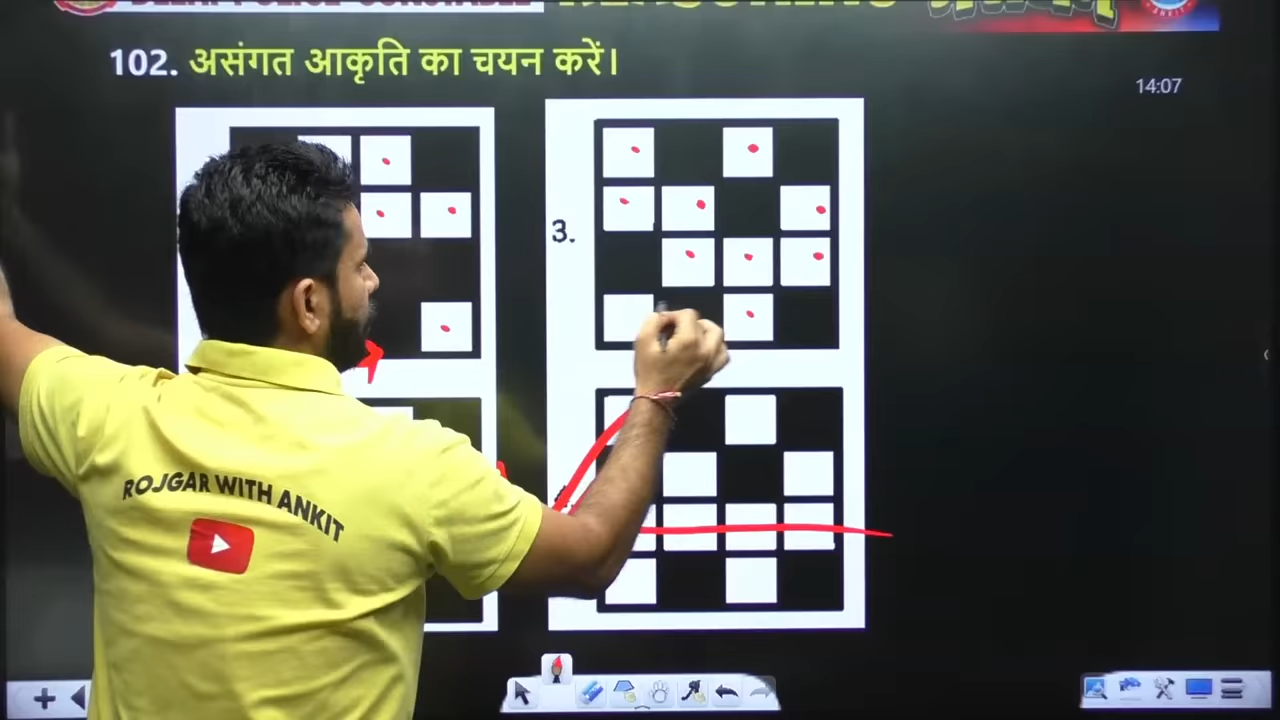 102. असंगत आकृति का चयन करें।
14:07
3.
ROJGAR WITH ANKIT